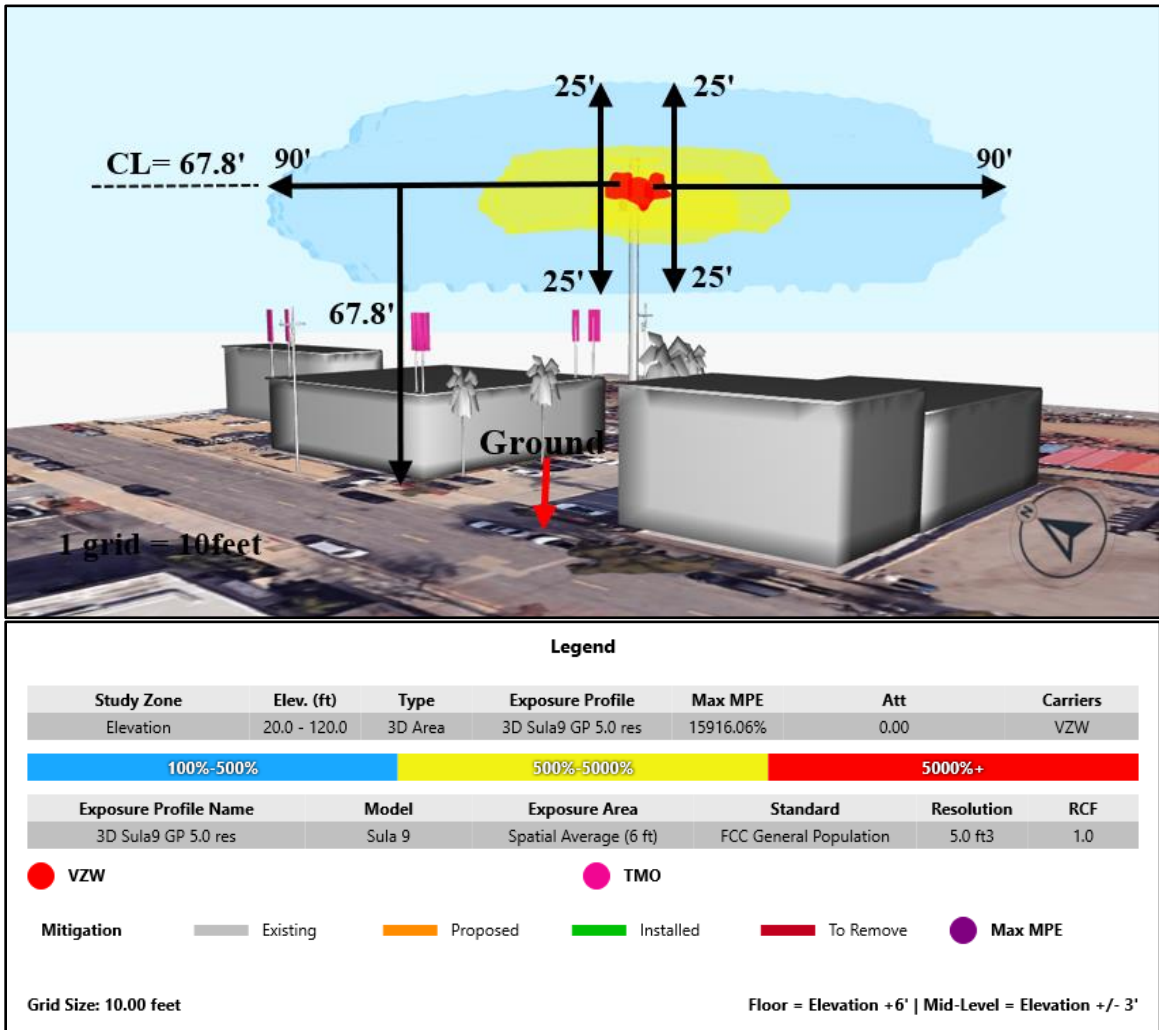 25' 25'
CL= 67.8' 90' 90'
25' 25'
67.8'
Ground
1 grid = 10feet
N
Legend
Study Zone Elev. (ft) Type Exposure Profile Max MPE Att Carriers
Elevation 20.0 - 120.0 3D Area 3D Sula9 GP 5.0 res 15916.06% 0.00 VZW
100%-500% 500%-5000% 5000%+
Exposure Profile Name Model Exposure Area Standard Resolution RCF
3D Sula9 GP 5.0 res Sula 9 Spatial Average (6 ft) FCC General Population 5.0 ft3 1.0
VZW TMO
Mitigation Existing Proposed Installed To Remove Max MPE
Grid Size: 10.00 feet Floor = Elevation +6' | Mid-Level = Elevation +/- 3'